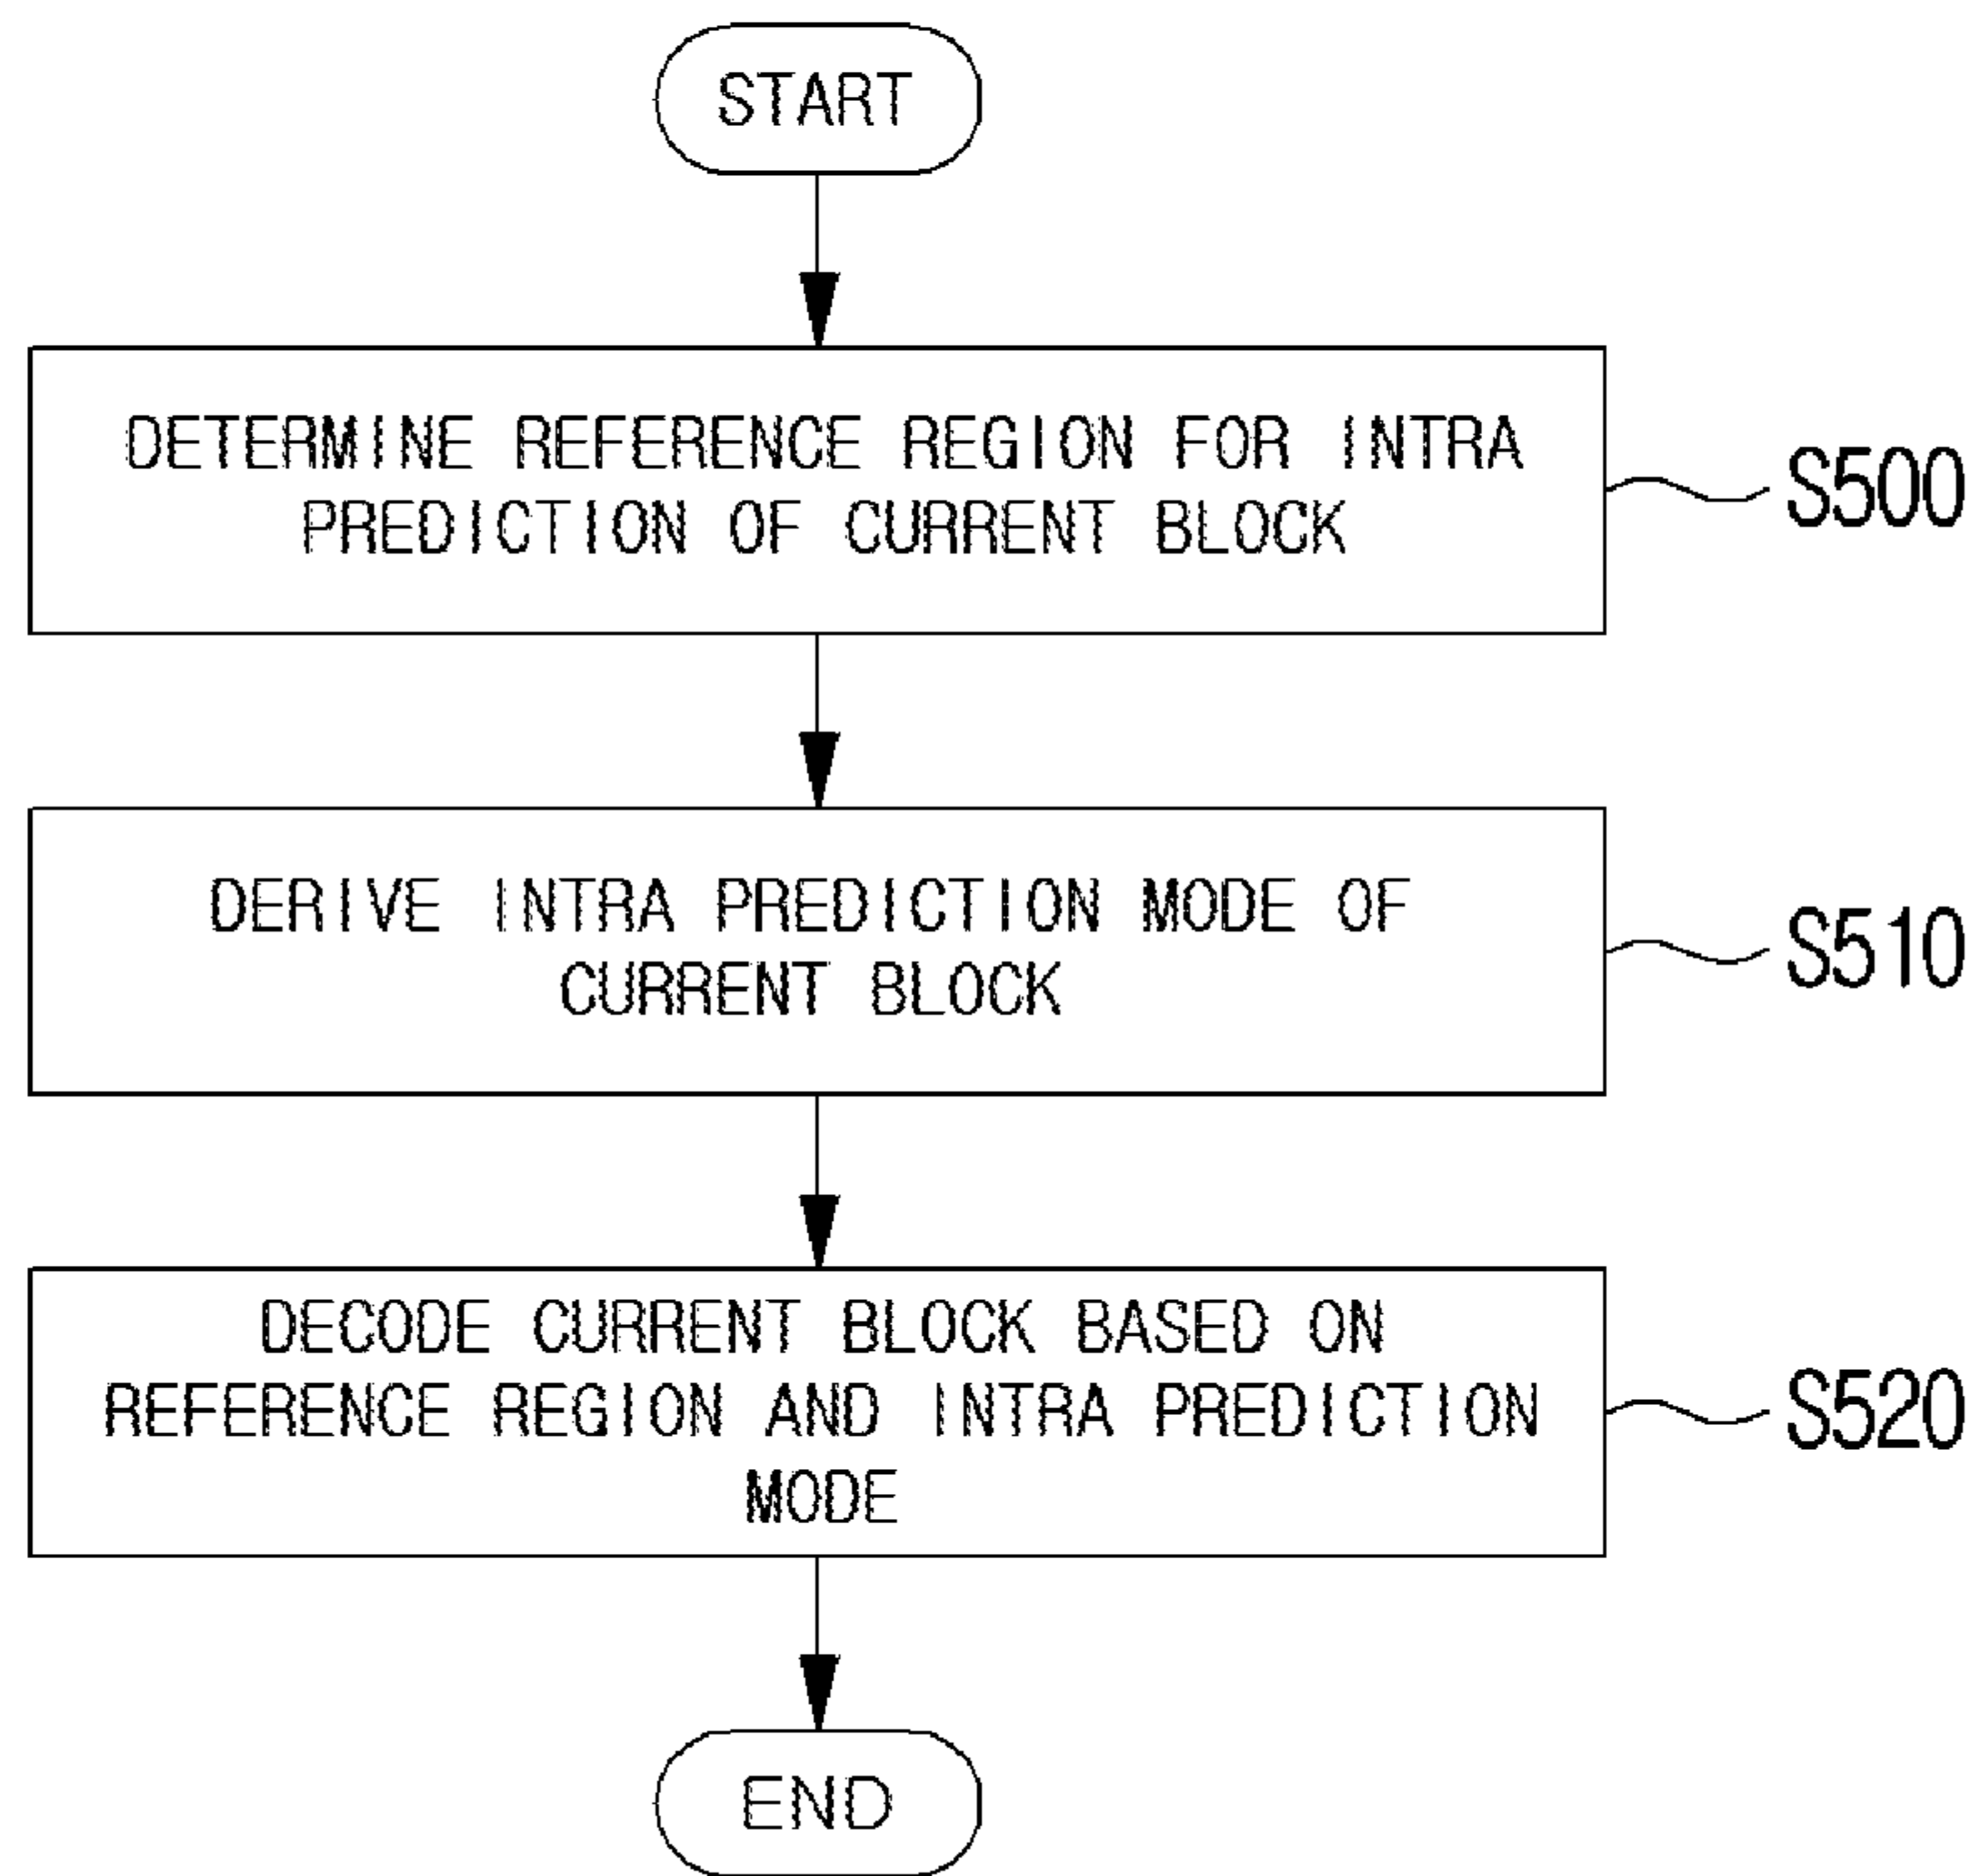 START
DETERMINE REFERENCE REGION FOR INTRA
PREDICTION OF CURRENT BLOCK
S500
DERIVE INTRA PREDICTION MODE OF
CURRENT BLOCK
S510
DECODE CURRENT BLOCK BASED ON
REFERENCE REGION AND INTRA PREDICTION
MODE
S520
END